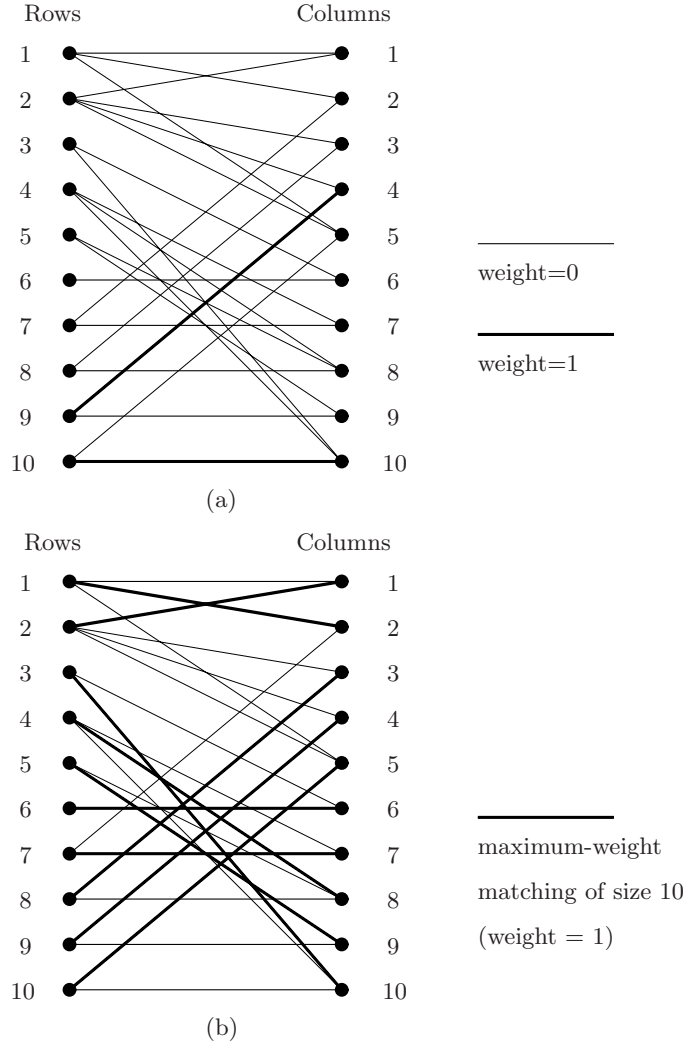 Rows Columns
1 1
2 2
3 3
4 4
5 5
weight=0
6 6
7 7
weight=1
8 8
9 9
10 10
(a)
Rows Columns
1 1
2 2
3 3
4 4
5 5
6 6
7 7
maximum-weight
8 8
matching of size 10
9 9
(weight = 1)
10 10
(b)